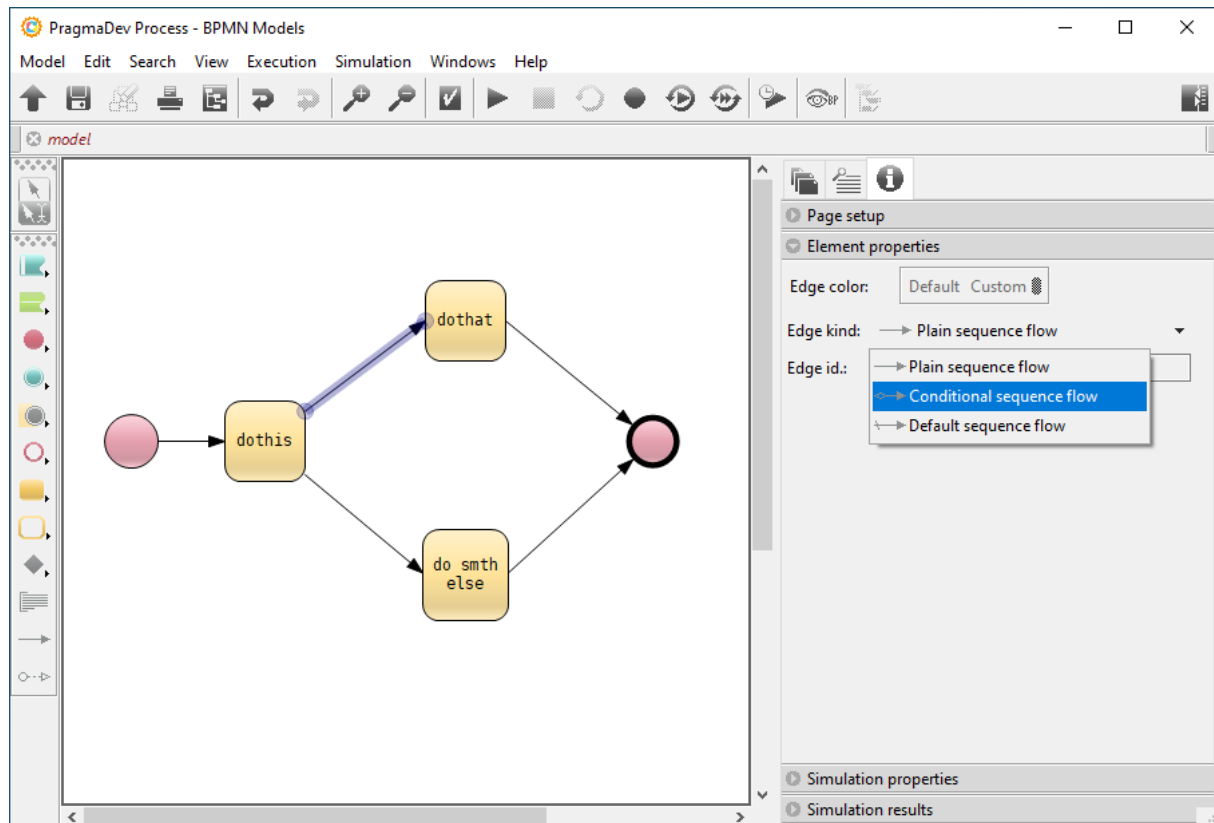 PragmaDev Process - BPMN Models
Model Edit Search View Execution Simulation Windows Help
BP
model
Page setup
Element properties
Edge color: Default Custom
Edge kind: Plain sequence flow
Edge id.: Plain sequence flow
Conditional sequence flow
Default sequence flow
dothat
dothis
do smth
else
Simulation properties
Simulation results